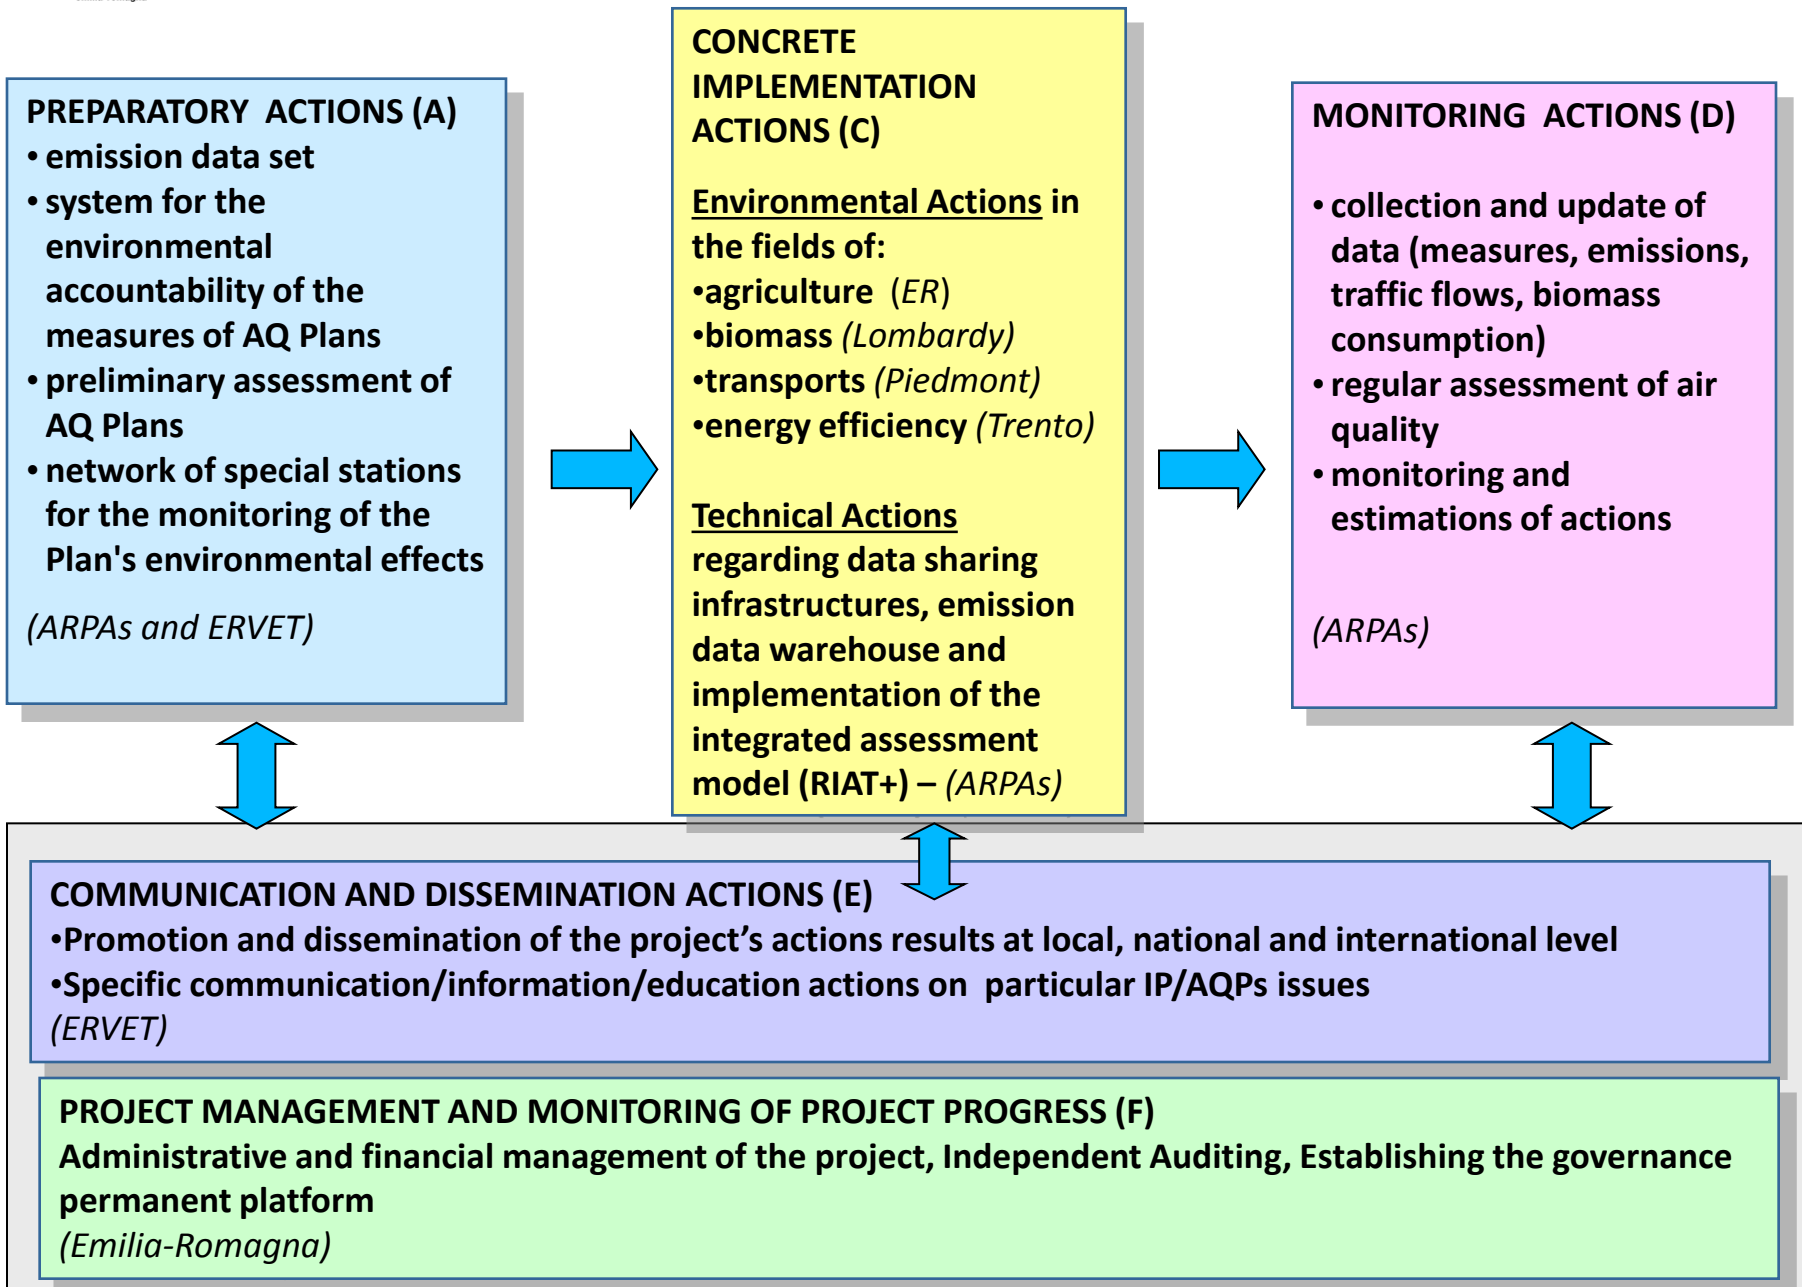 PREPARATORY ACTIONS (A)
• emission data set
• system for the
environmental
accountability of the
measures of AQ Plans
• preliminary assessment of
AQ Plans
• network of special stations
for the monitoring of the
Plan's environmental effects
(ARPAs and ERVET)
CONCRETE
IMPLEMENTATION
ACTIONS (C)
Environmental Actions in
the fields of:
•agriculture (ER)
•biomass (Lombardy)
•transports (Piedmont)
•energy efficiency (Trento)
Technical Actions
regarding data sharing
infrastructures, emission
data warehouse and
implementation of the
integrated assessment
model (RIAT+) – (ARPAs)
MONITORING ACTIONS (D)
• collection and update of
data (measures, emissions,
traffic flows, biomass
consumption)
• regular assessment of air
quality
• monitoring and
estimations of actions
(ARPAs)
COMMUNICATION AND DISSEMINATION ACTIONS (E)
•Promotion and dissemination of the project’s actions results at local, national and international level
•Specific communication/information/education actions on particular IP/AQPs issues
(ERVET)
PROJECT MANAGEMENT AND MONITORING OF PROJECT PROGRESS (F)
Administrative and financial management of the project, Independent Auditing, Establishing the governance
permanent platform
(Emilia-Romagna)